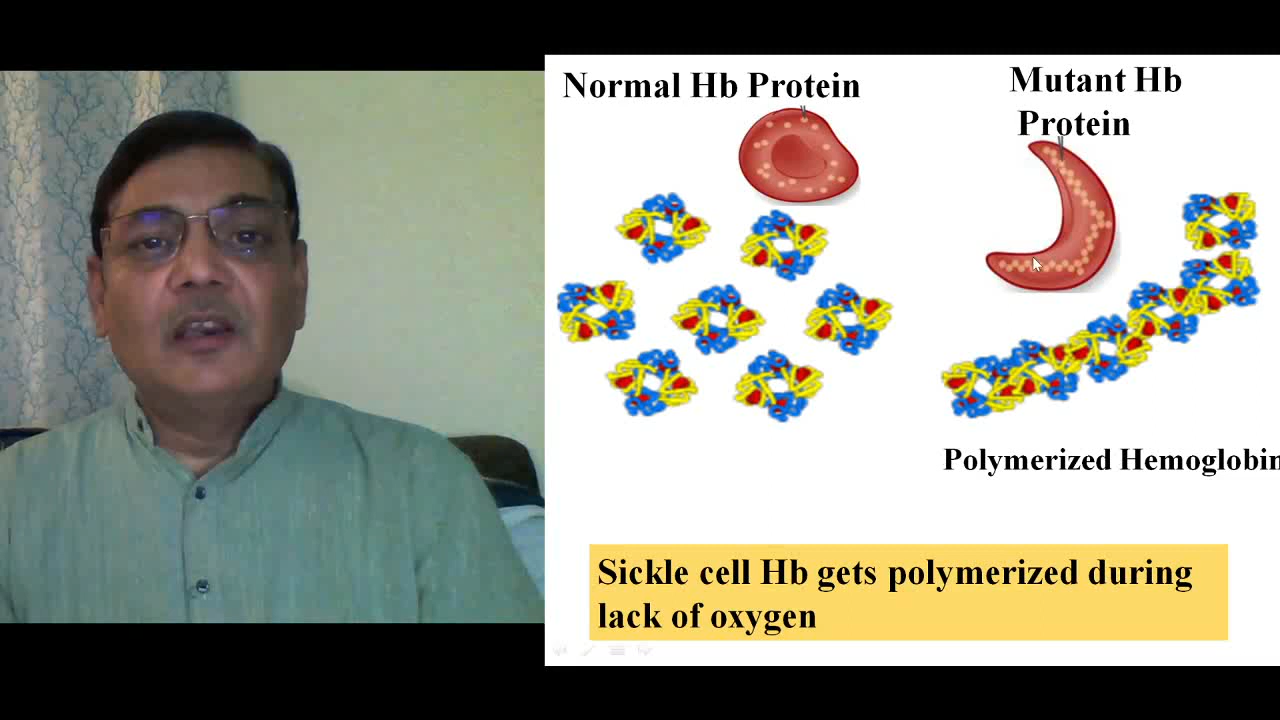 Normal Hb Protein
Mutant Hb
Protein
Polymerized Hemoglobin
Sickle cell Hb gets polymerized during
lack of oxygen